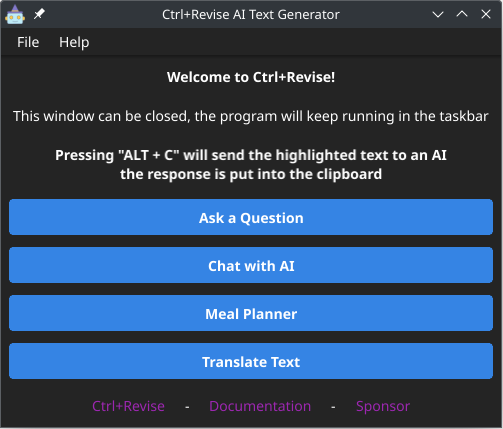 Ctrl+Revise AI Text Generator
File Help
Welcome to Ctrl+Revise!
This window can be closed, the program will keep running in the taskbar
Pressing "ALT + C" will send the highlighted text to an AI
the response is put into the clipboard
Ask a Question
Chat with AI
Meal Planner
Translate Text
Ctrl+Revise - Documentation - Sponsor